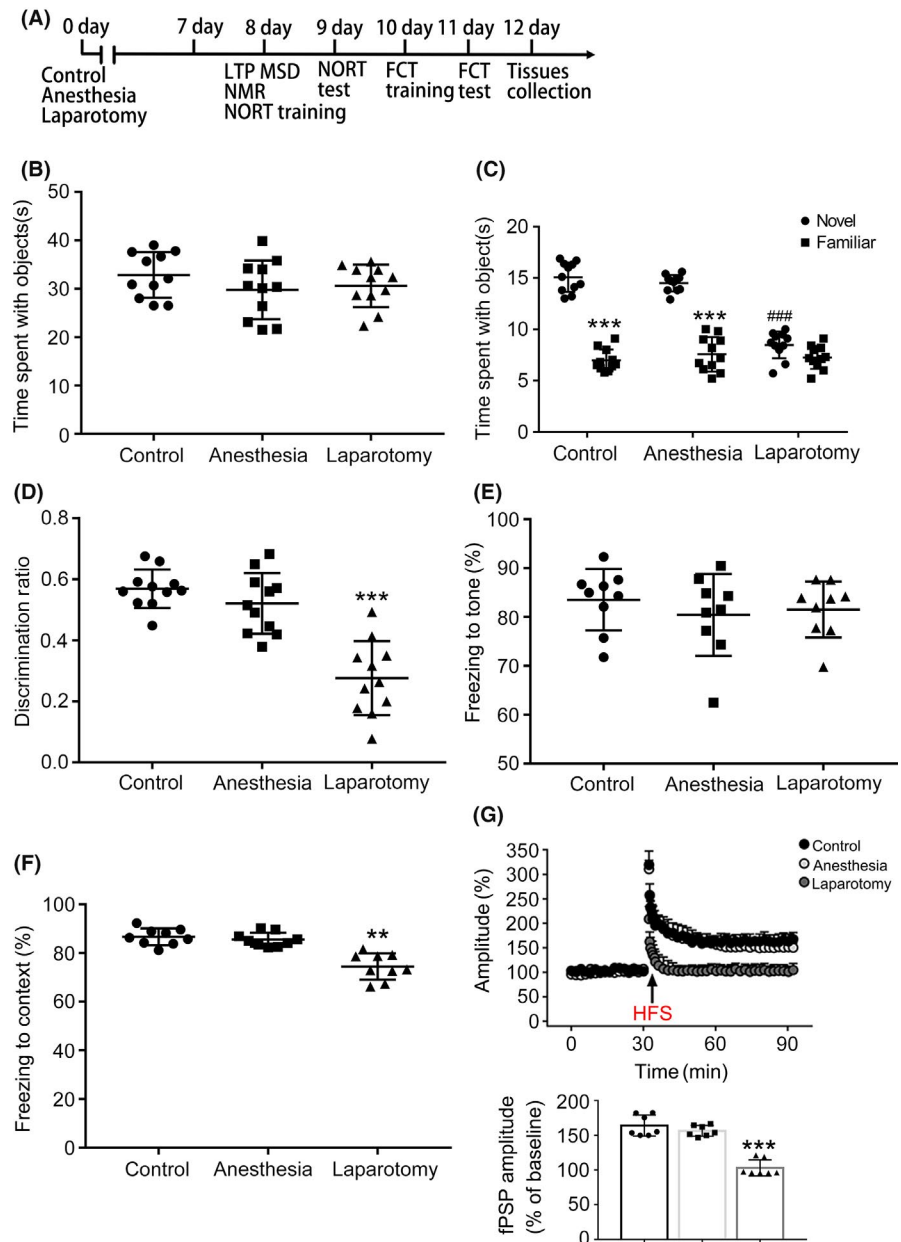 (A)
0 day 7 day 8 day 9 day 10 day 11 day 12 day
Control
Anesthesia
Laparotomy
LTP MSD
NMR
NORT training
NORT
test
FCT
training
FCT
test
Tissues
collection
(B)
Time spent with objects(s)
50
40
30
20
10
0
Control Anesthesia Laparotomy
(C)
Time spent with object(s)
20
15
10
5
0
Novel
Familiar
***
***
###
Control Anesthesia Laparotomy
(D)
Discrimination ratio
0.8
0.6
0.4
0.2
0.0
***
Control Anesthesia Laparotomy
(E)
Freezing to tone (%)
100
90
80
70
60
50
Control Anesthesia Laparotomy
(F)
Freezing to context (%)
100
80
60
40
20
0
**
Control Anesthesia Laparotomy
(G)
Amplitude (%)
350
300
250
200
150
100
50
0
Control
Anesthesia
Laparotomy
HFS
0 30 60 90
Time (min)
fPSP amplitude
(% of baseline)
200
150
100
50
0
***